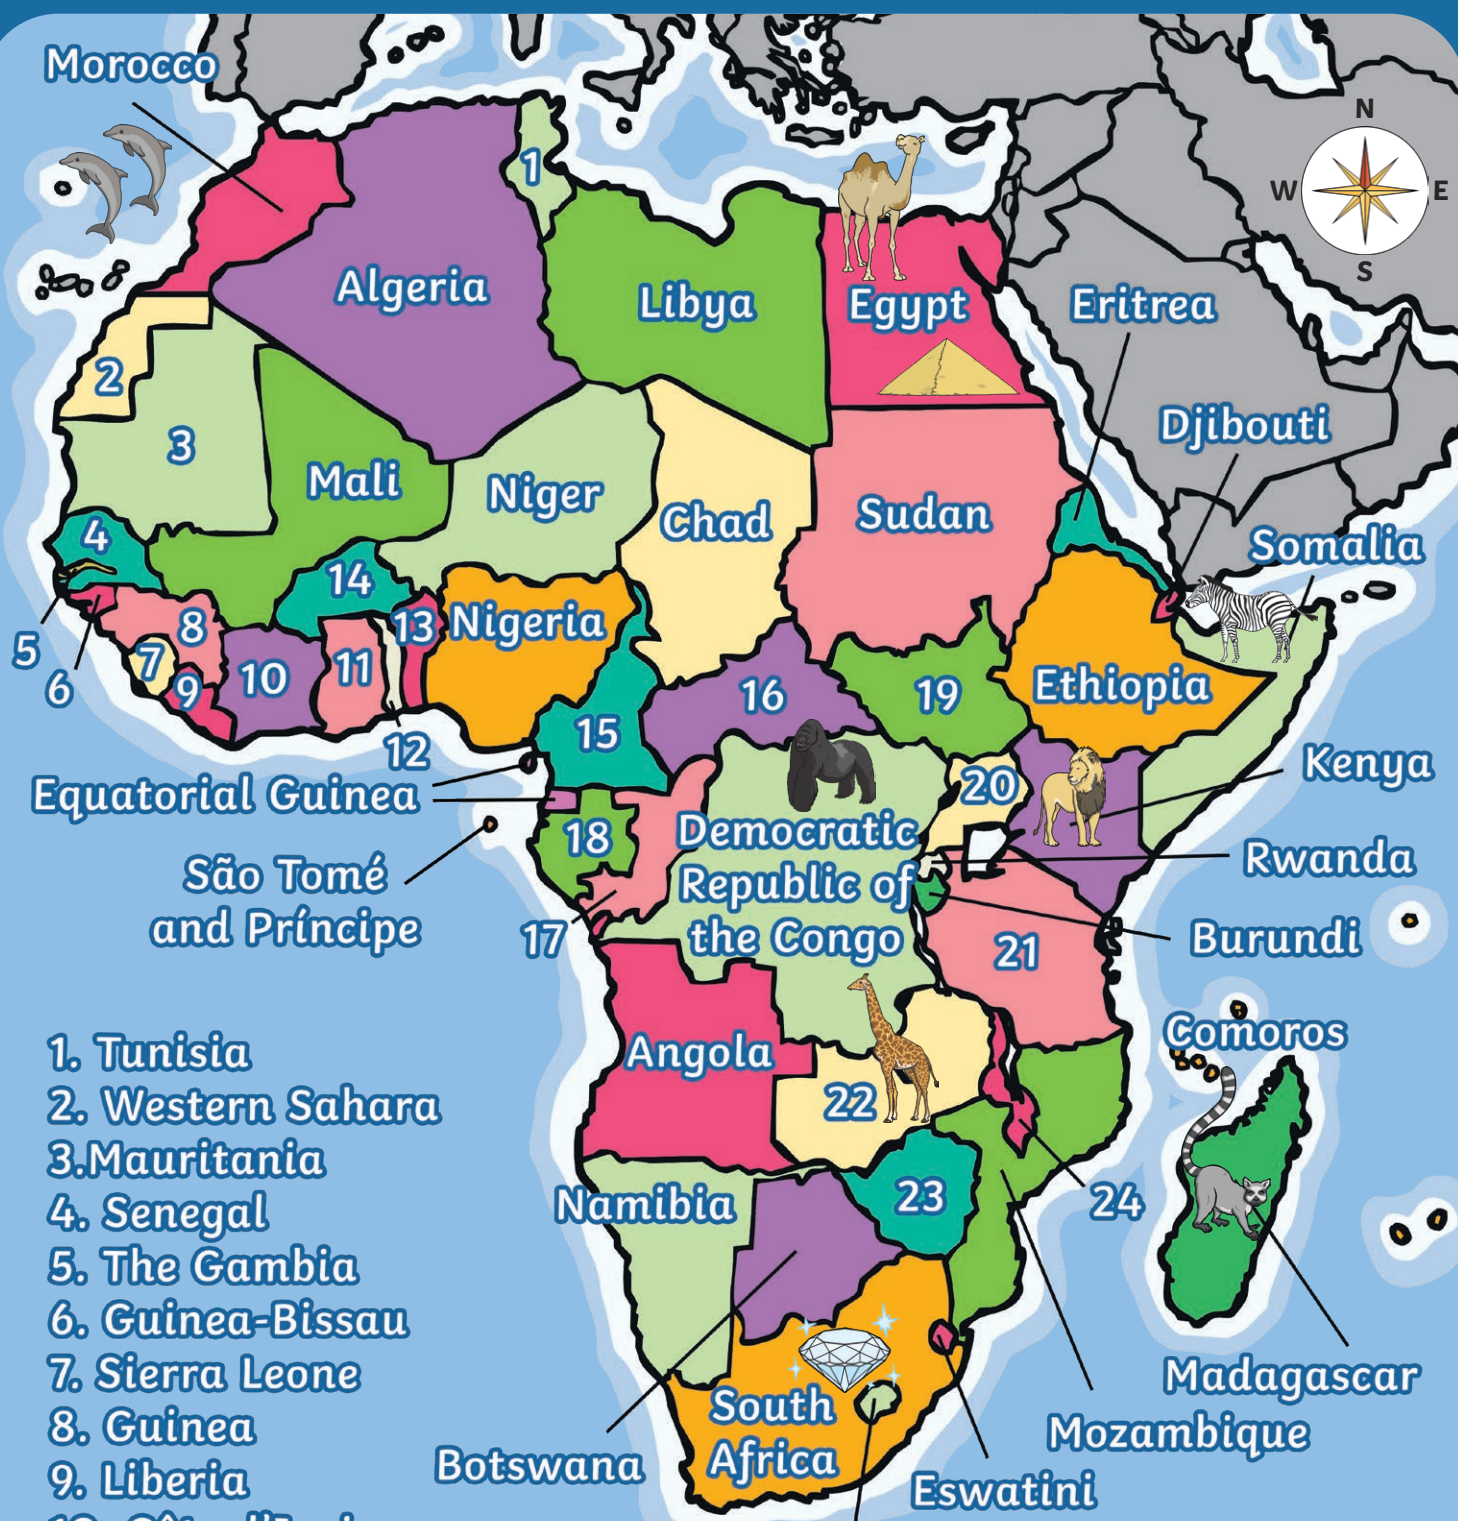 Morocco
N
W
E
S
1
Algeria
Libya
Egypt
Eritrea
2
Djibouti
3
Mali
Niger
Chad
Sudan
Somalia
4
14
5
8
13
Nigeria
6
7
9
10
11
16
19
Ethiopia
15
12
Kenya
Equatorial Guinea
20
18
Democratic
Republic of
the Congo
Rwanda
São Tomé
and Príncipe
17
21
Burundi
Comoros
Angola
22
1. Tunisia
2. Western Sahara
3.Mauritania
4. Senegal
5. The Gambia
6. Guinea-Bissau
7. Sierra Leone
8. Guinea
9. Liberia
Namibia
23
24
Madagascar
Mozambique
South
Africa
Botswana
Eswatini